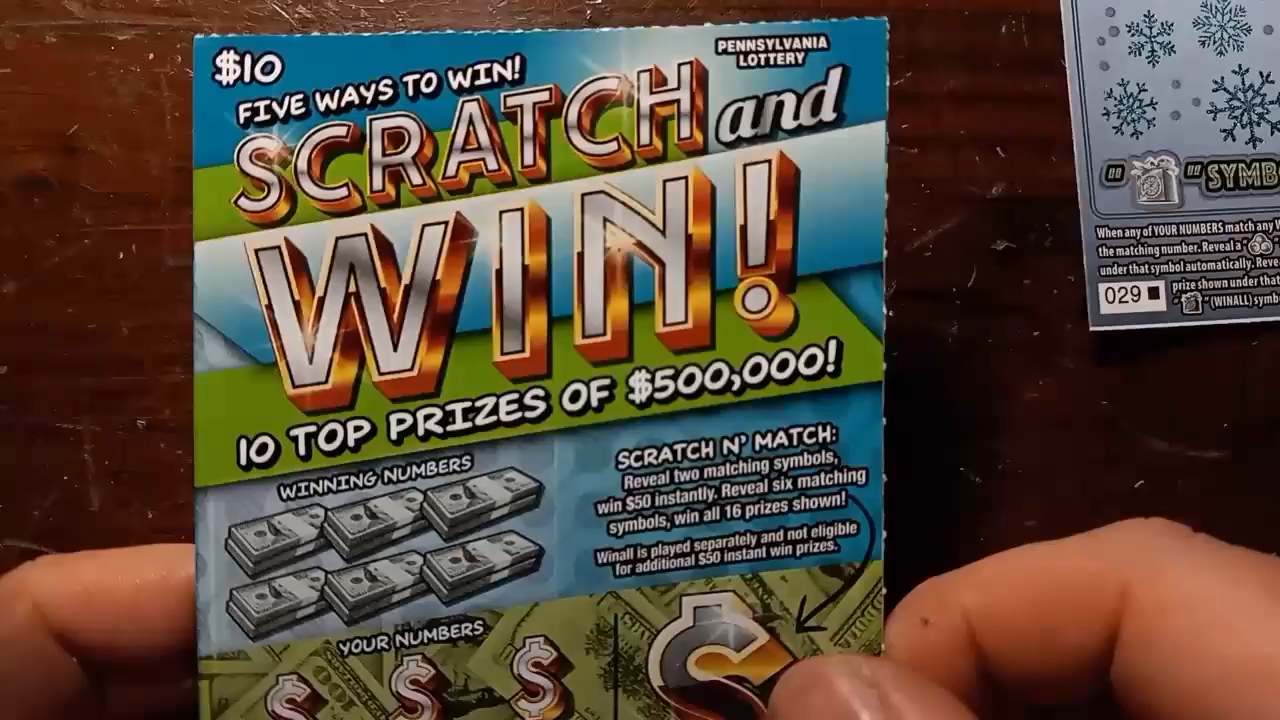 $10
PENNSYLVANIA
LOTTERY
FIVE WAYS TO WIN!
SCRATCH and
WIN!
10 TOP PRIZES OF $500,000!
WINNING NUMBERS
SCRATCH N' MATCH:
Reveal two matching symbols,
win $50 instantly. Reveal six matching
symbols, win all 16 prizes shown!
Winall is played separately and not eligible
for additional $50 instant win prizes.
YOUR NUMBERS
" " SYMB
When any of YOUR NUMBERS match any
the matching number. Reveal a "
under that symbol automatically. Reve
prize shown under that
" " (WINALL) symb
029